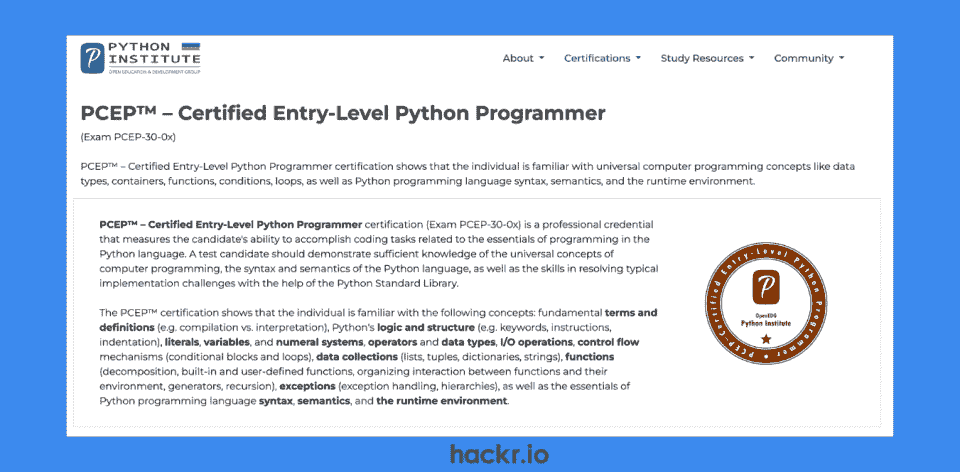 PYTHON
INSTITUTE
OPEN EDUCATION & DEVELOPMENT GROUP
About
Certifications
Study Resources
Community
PCEP™ – Certified Entry-Level Python Programmer
(Exam PCEP-30-0x)
PCEP™ – Certified Entry-Level Python Programmer certification shows that the individual is familiar with universal computer programming concepts like data
types, containers, functions, conditions, loops, as well as Python programming language syntax, semantics, and the runtime environment.
PCEP™ – Certified Entry-Level Python Programmer certification (Exam PCEP-30-0x) is a professional credential
that measures the candidate's ability to accomplish coding tasks related to the essentials of programming in the
Python language. A test candidate should demonstrate sufficient knowledge of the universal concepts of
computer programming, the syntax and semantics of the Python language, as well as the skills in resolving typical
implementation challenges with the help of the Python Standard Library.
The PCEP™ certification shows that the individual is familiar with the following concepts: fundamental terms and
definitions (e.g. compilation vs. interpretation), Python's logic and structure (e.g. keywords, instructions,
indentation), literals, variables, and numeral systems, operators and data types, I/O operations, control flow
mechanisms (conditional blocks and loops), data collections (lists, tuples, dictionaries, strings), functions
(decomposition, built-in and user-defined functions, organizing interaction between functions and their
environment, generators, recursion), exceptions (exception handling, hierarchies), as well as the essentials of
Python programming language syntax, semantics, and the runtime environment.
PCEP-Certified Entry-Level Python Programmer
OpenEDG
Python Institute
hackr.io